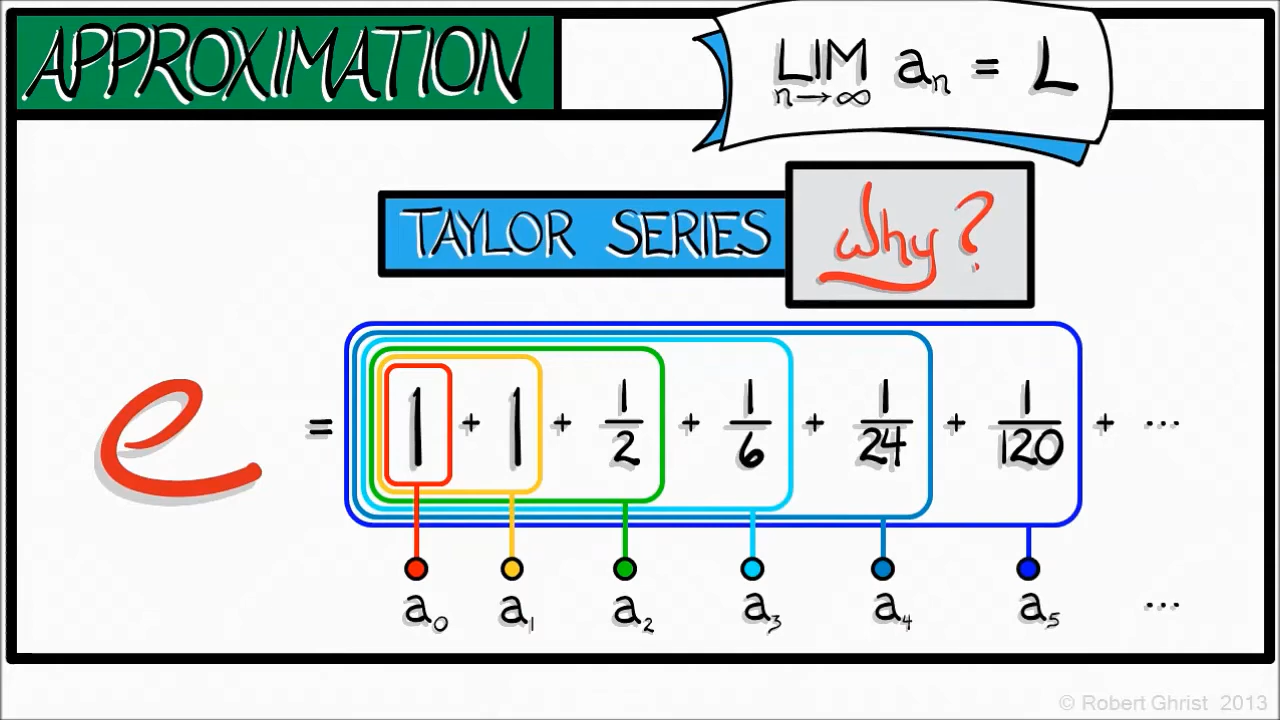 APPROXIMATION
LIM aₙ = L
n→∞
TAYLOR SERIES
Why?
e = 1 + 1 + 1/2 + 1/6 + 1/24 + 1/120 + ···
a₀ a₁ a₂ a₃ a₄ a₅ ···
© Robert Ghrist 2013